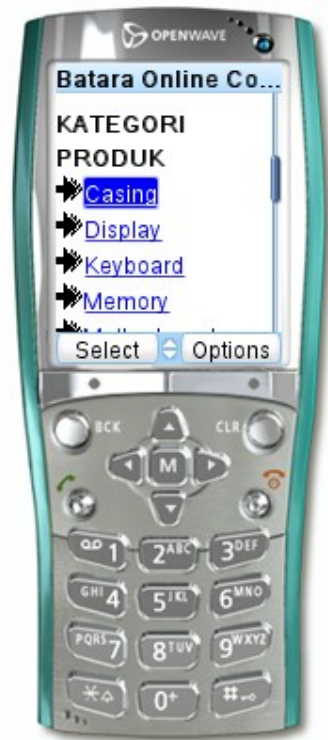 OPENWAVE
Batara Online Co...
KATEGORI
PRODUK
Casing
Display
Keyboard
Memory
Select Options
BCK CLR
M
1 2ABC 3DEF
GHI4 5JKL 6MNO
PQRS7 8TUV 9WXYZ
* 0+ #